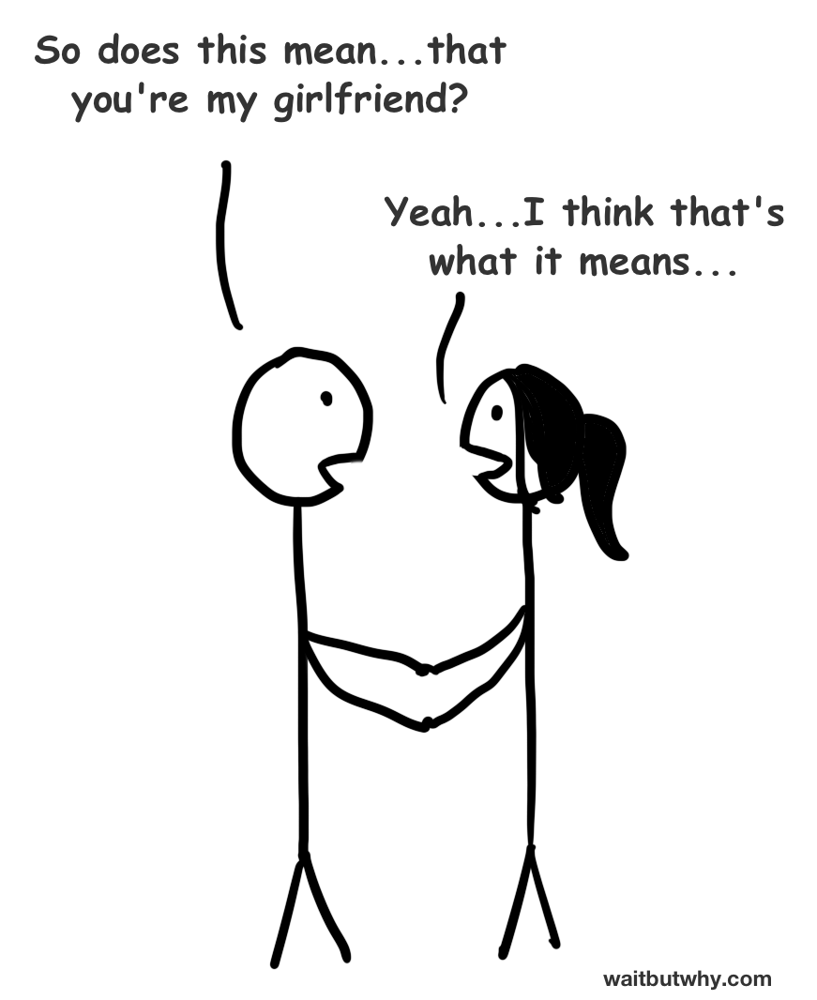 So does this mean...that
you're my girlfriend?
Yeah...I think that's
what it means...
waitbutwhy.com